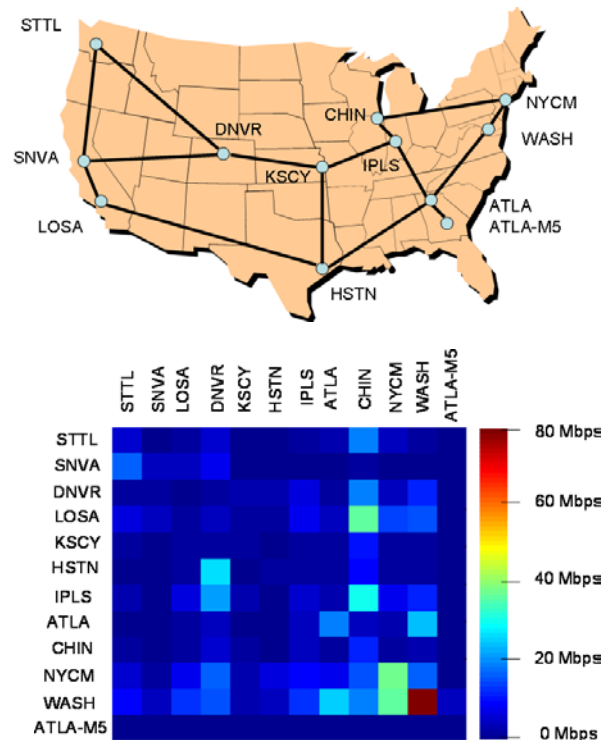 STTL
SNVA
LOSA
DNVR
KSCY
HSTN
CHIN
IPLS
NYCM
WASH
ATLA
ATLA-M5
STTL
SNVA
LOSA
DNVR
KSCY
HSTN
IPLS
ATLA
CHIN
NYCM
WASH
ATLA-M5
STTL
SNVA
DNVR
LOSA
KSCY
HSTN
IPLS
ATLA
CHIN
NYCM
WASH
ATLA-M5
80 Mbps
60 Mbps
40 Mbps
20 Mbps
0 Mbps